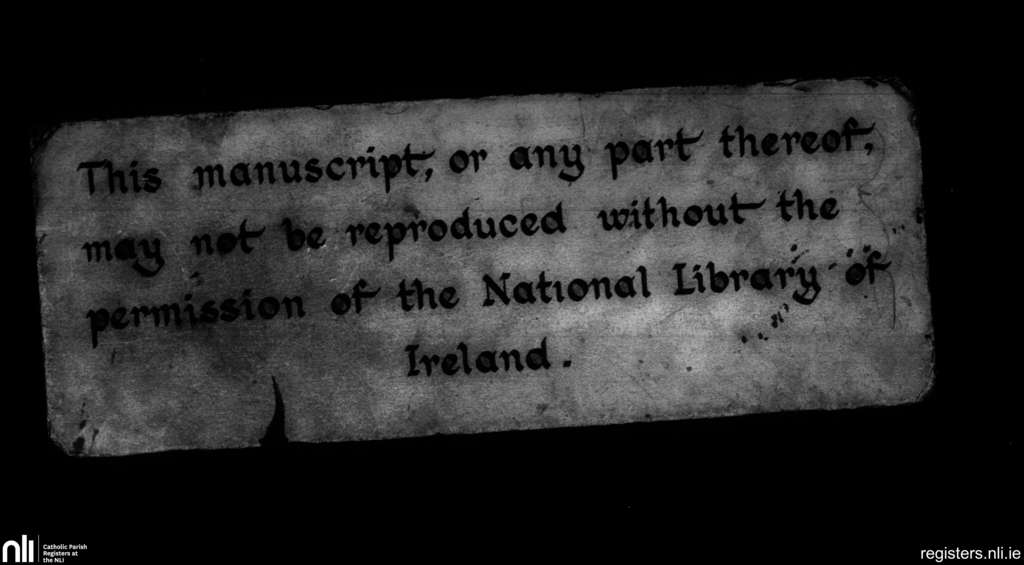 This manuscript, or any part thereof,
may not be reproduced without the
permission of the National Library of
Ireland.
nli
Catholic Parish
Registers at
the NLI
registers.nli.ie